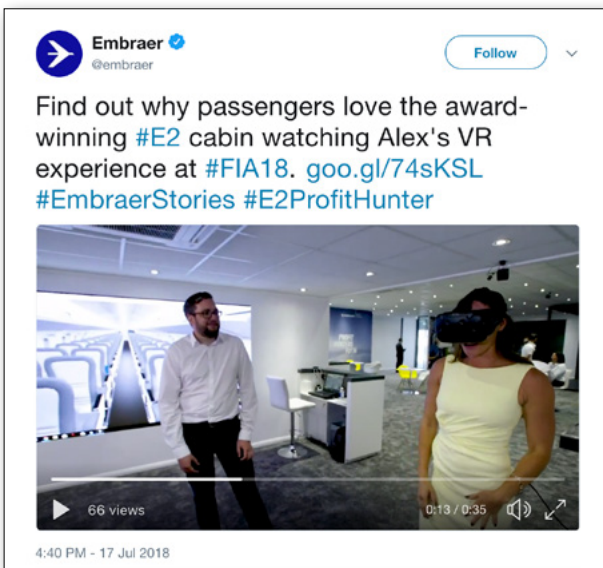 Embraer
@embraer
Follow
Find out why passengers love the award-
winning #E2 cabin watching Alex's VR
experience at #FIA18. goo.gl/74sKSL
#EmbraerStories #E2ProfitHunter
66 views
0:13 / 0:35
4:40 PM - 17 Jul 2018